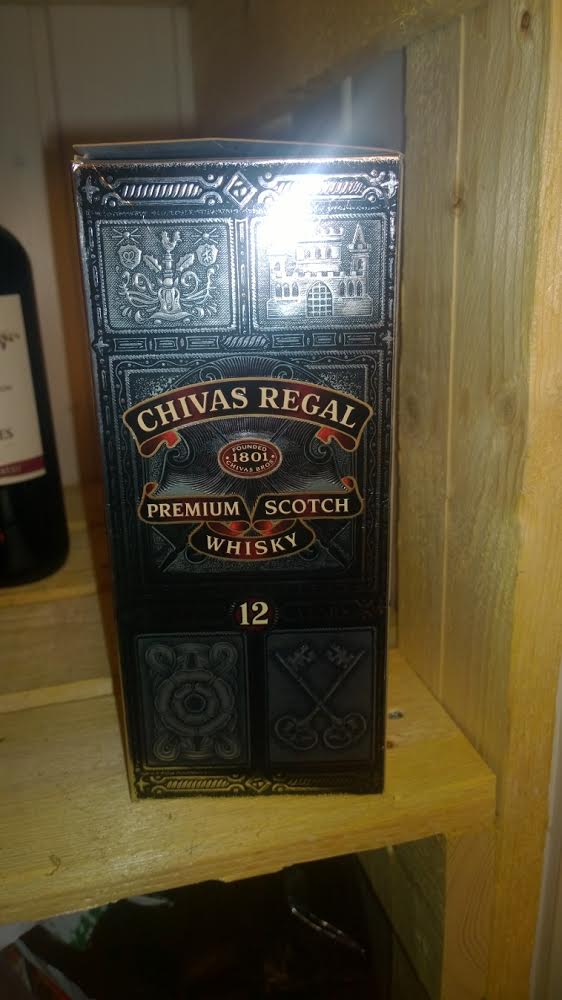 CHIVAS REGAL
FOUNDED
1801
CHIVAS BROS
PREMIUM SCOTCH
WHISKY
12